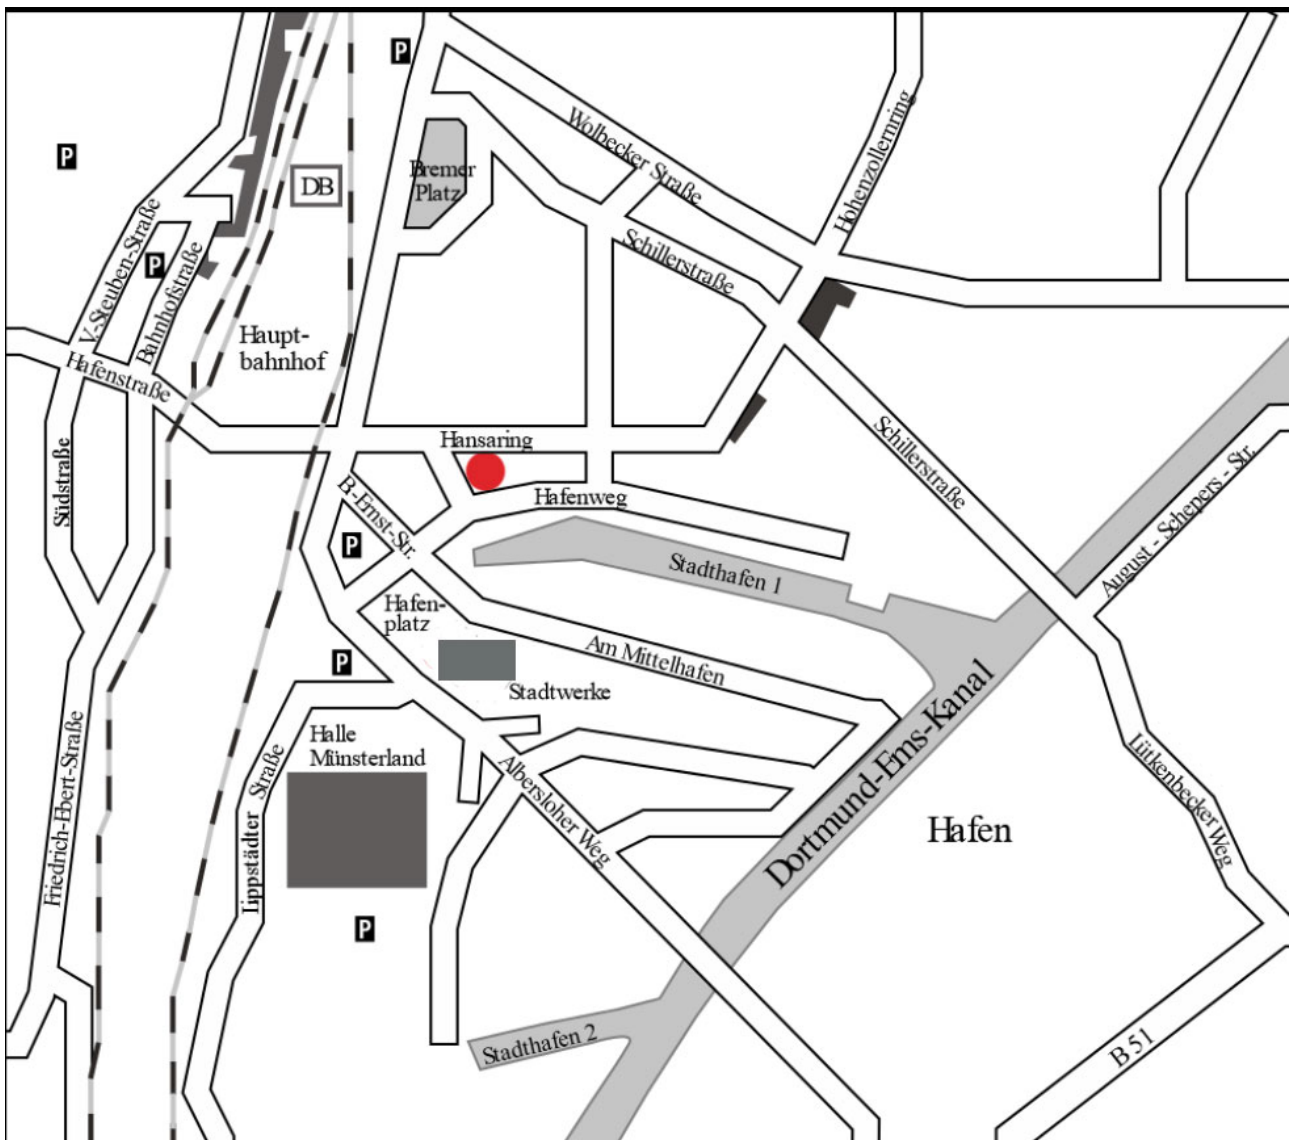 P
P
Wolbecker Straße
Hohenzollernring
Bremer
Platz
DB
V.-Steuben-Straße
Bahnhofstraße
P
Schillerstraße
Haupt-
bahnhof
Hafenstraße
Hansaring
Südstraße
B.-Ernst-Str.
Hafenweg
Schillerstraße
August - Schepers - Str.
P
Stadthafen 1
Hafen-
platz
P
Am Mittelhafen
Stadtwerke
Dortmund-Ems-Kanal
Friedrich-Ebert-Straße
Lippstädter Straße
Halle
Münsterland
Albersloher Weg
Hafen
Lütkenbecker Weg
P
Stadthafen 2
B 51